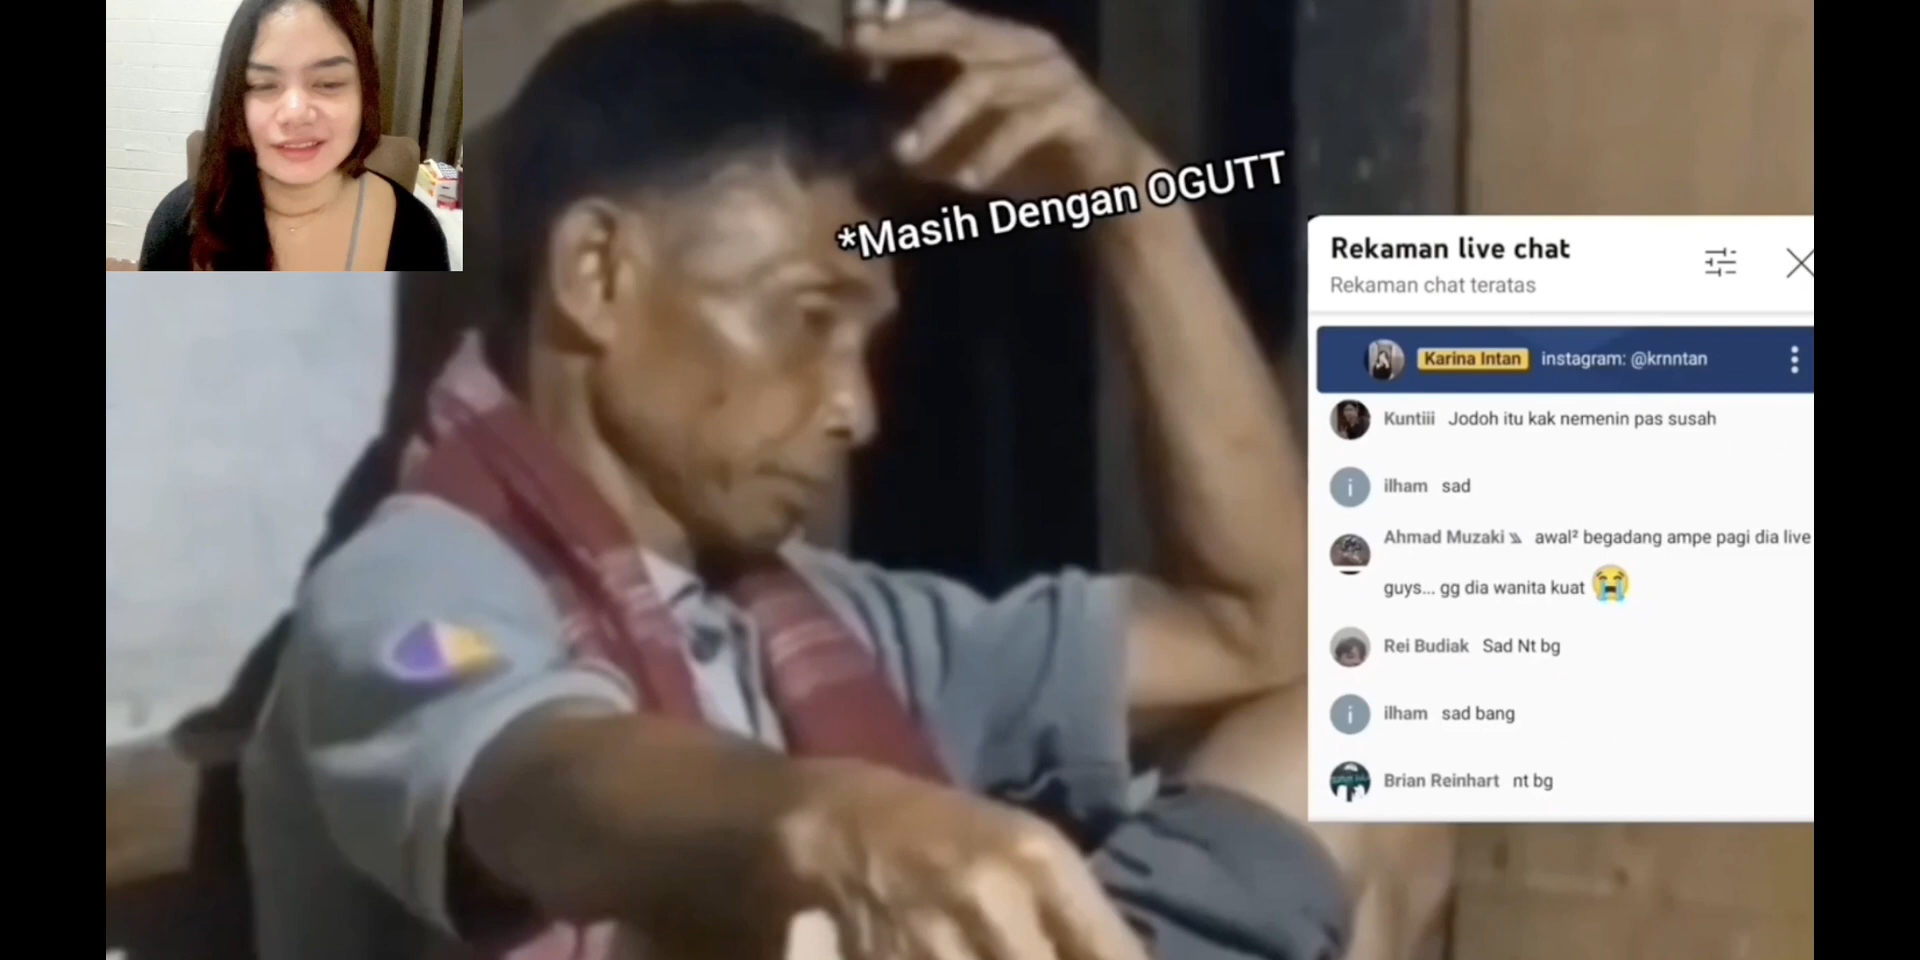 *Masih Dengan OGUTT
Rekaman live chat
Rekaman chat teratas
Karina Intan instagram: @krnntan
Kuntiii Jodoh itu kak nemenin pas susah
i ilham sad
Ahmad Muzaki awal² begadang ampe pagi dia live
guys... gg dia wanita kuat 😭
Rei Budiak Sad Nt bg
i ilham sad bang
Brian Reinhart nt bg